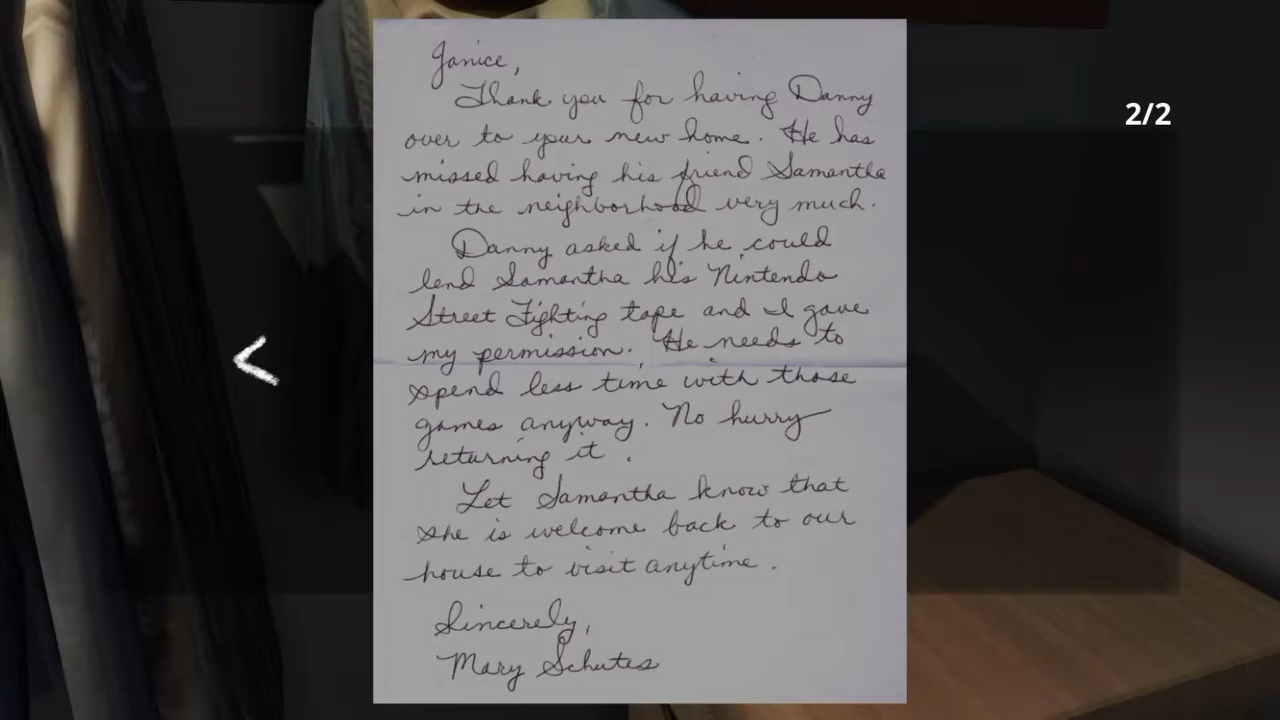 Janice,
Thank you for having Danny
over to your new home. He has
missed having his friend Samantha
in the neighborhood very much.
Danny asked if he could
lend Samantha his Nintendo
Street Fighting tape and I gave
my permission. He needs to
spend less time with those
games anyway. No hurry
returning it.
Let Samantha know that
she is welcome back to our
house to visit anytime.
Sincerely,
Mary Schutes
2/2
<